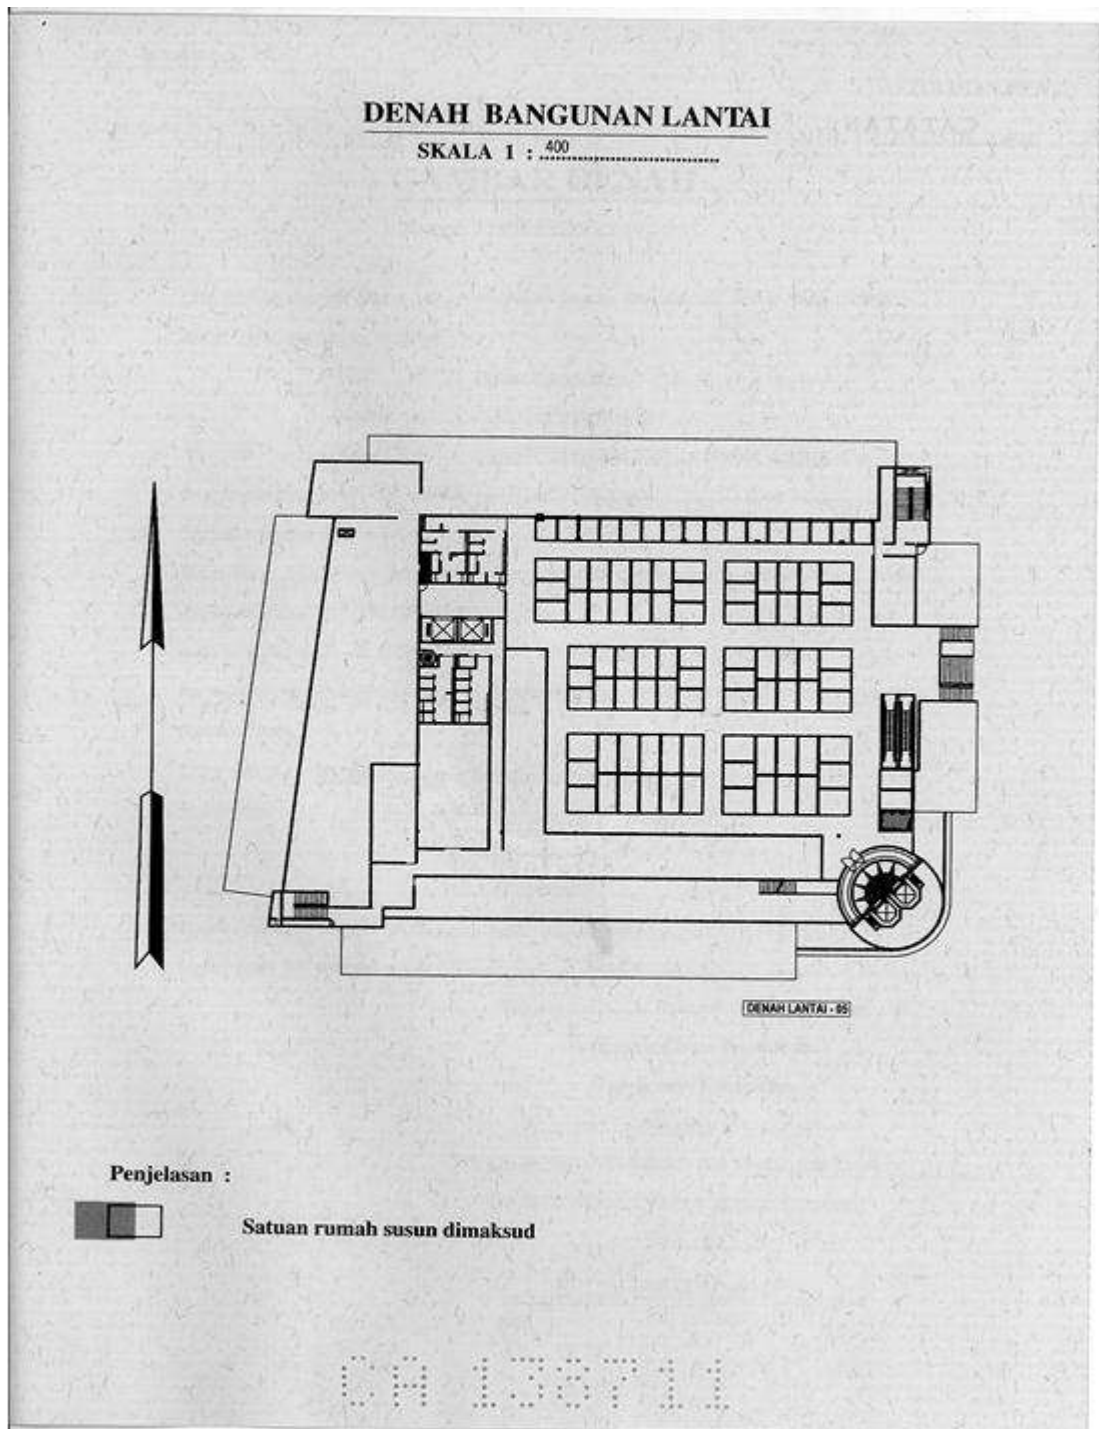 DENAH BANGUNAN LANTAI
SKALA 1 : 400
DENAH LANTAI - 05
Penjelasan :
Satuan rumah susun dimaksud